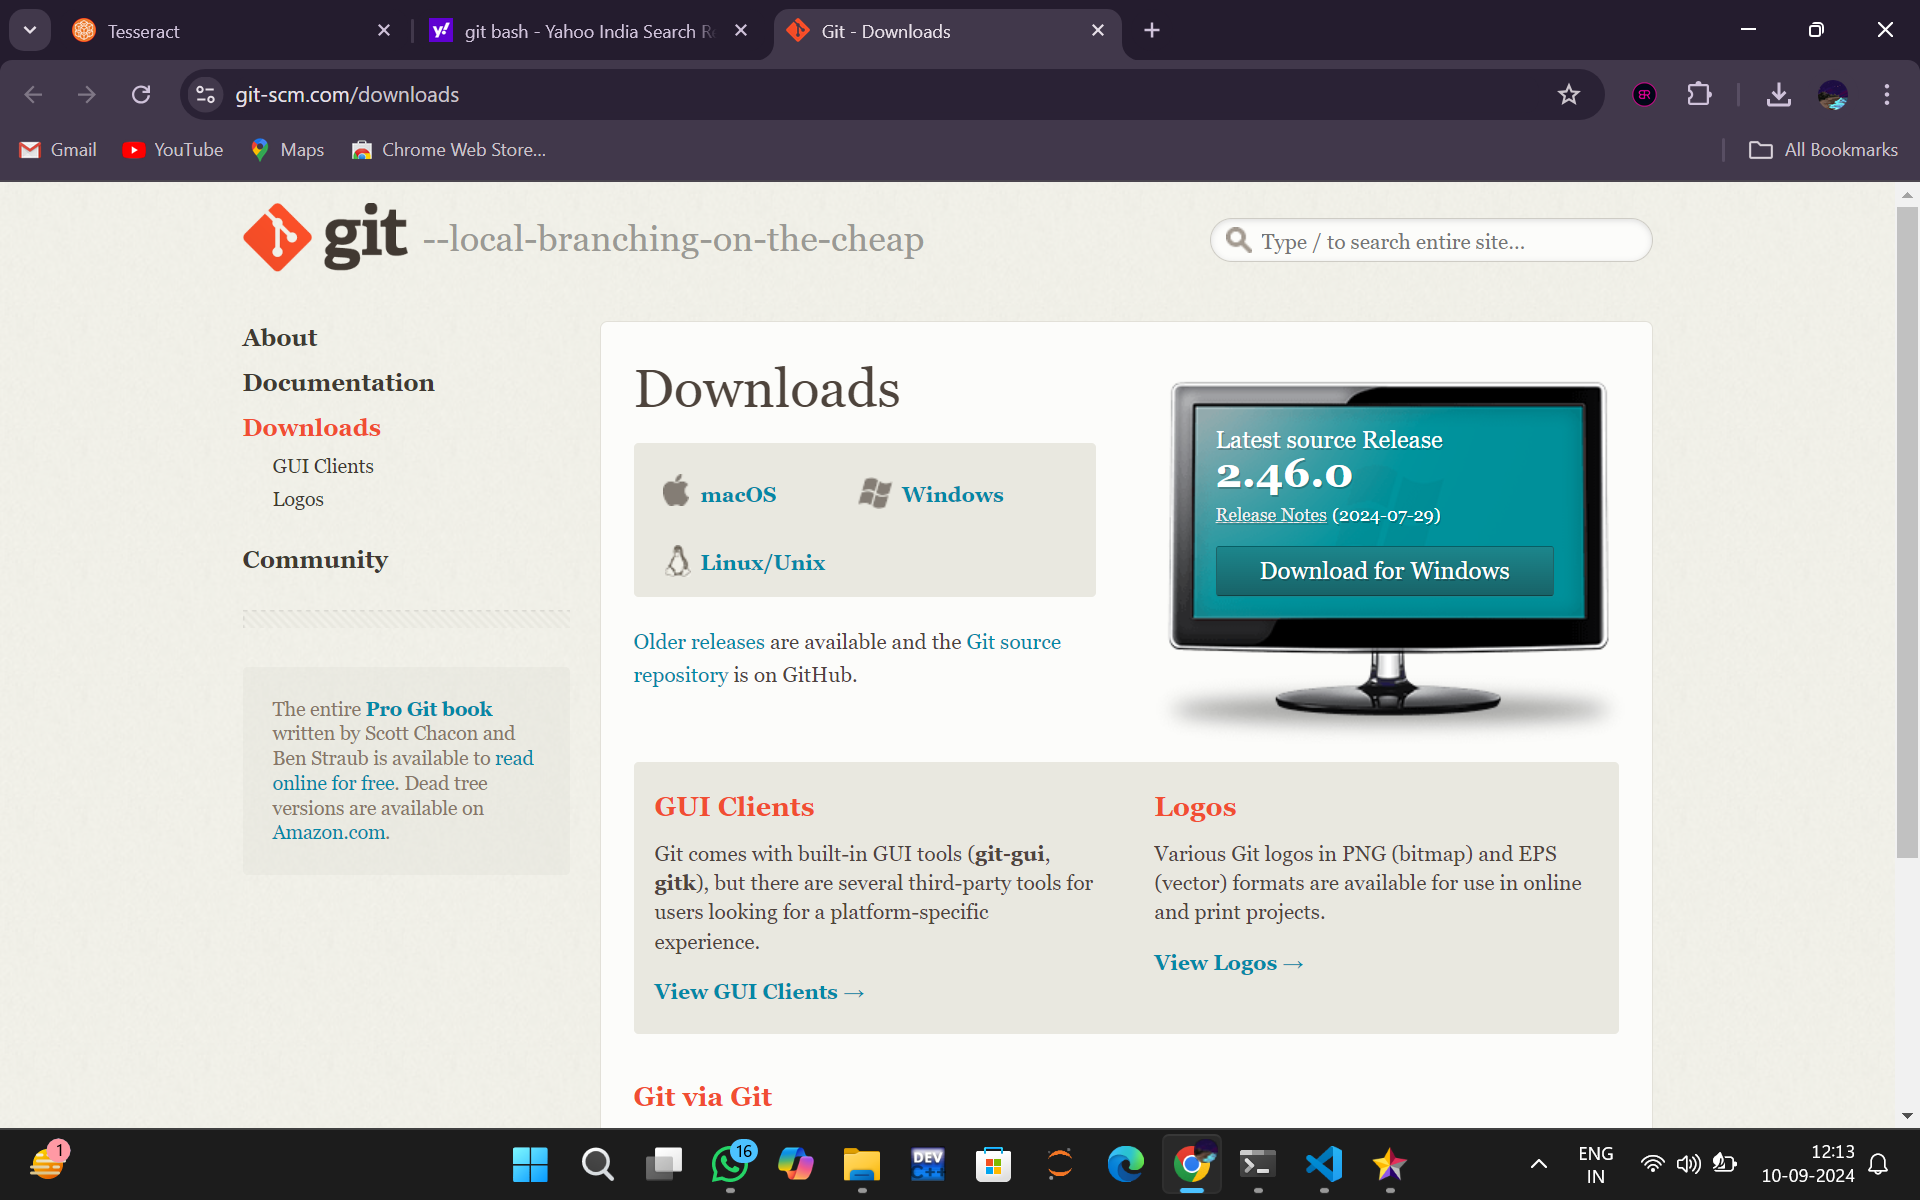 Tesseract
git bash - Yahoo India Search
Git - Downloads
git-scm.com/downloads
Gmail
YouTube
Maps
Chrome Web Store...
All Bookmarks
git --local-branching-on-the-cheap
Type / to search entire site...
About
Documentation
Downloads
GUI Clients
Logos
Community
The entire Pro Git book
written by Scott Chacon and
Ben Straub is available to read
online for free. Dead tree
versions are available on
Amazon.com.
Downloads
macOS
Windows
Linux/Unix
Older releases are available and the Git source
repository is on GitHub.
Latest source Release
2.46.0
Release Notes (2024-07-29)
Download for Windows
GUI Clients
Git comes with built-in GUI tools (git-gui,
gitk), but there are several third-party tools for
users looking for a platform-specific
experience.
View GUI Clients →
Logos
Various Git logos in PNG (bitmap) and EPS
(vector) formats are available for use in online
and print projects.
View Logos →
Git via Git
1
16
DEV
C++
ENG
IN
12:13
10-09-2024